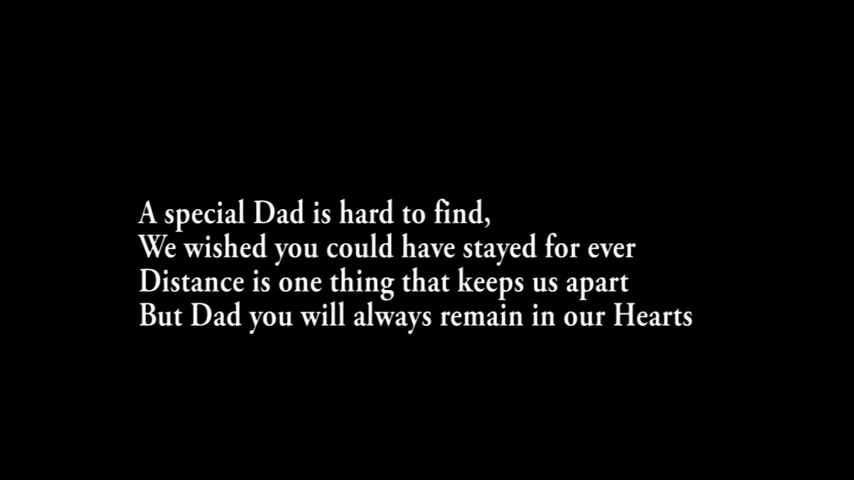 A special Dad is hard to find,
We wished you could have stayed for ever
Distance is one thing that keeps us apart
But Dad you will always remain in our Hearts